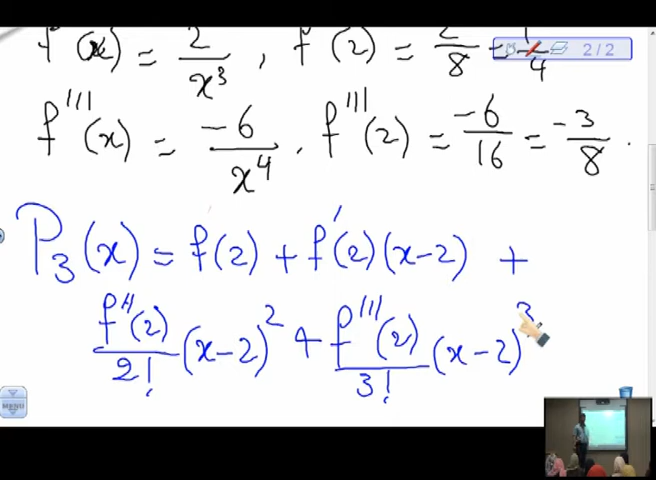 f''(x) = 2/x³, f''(2) = 2/8 = 1/4
2/2
f'''(x) = -6/x⁴, f'''(2) = -6/16 = -3/8.
P₃(x) = f(2) + f'(2)(x-2) +
f''(2)/2! (x-2)² + f'''(2)/3! (x-2)³
MENU